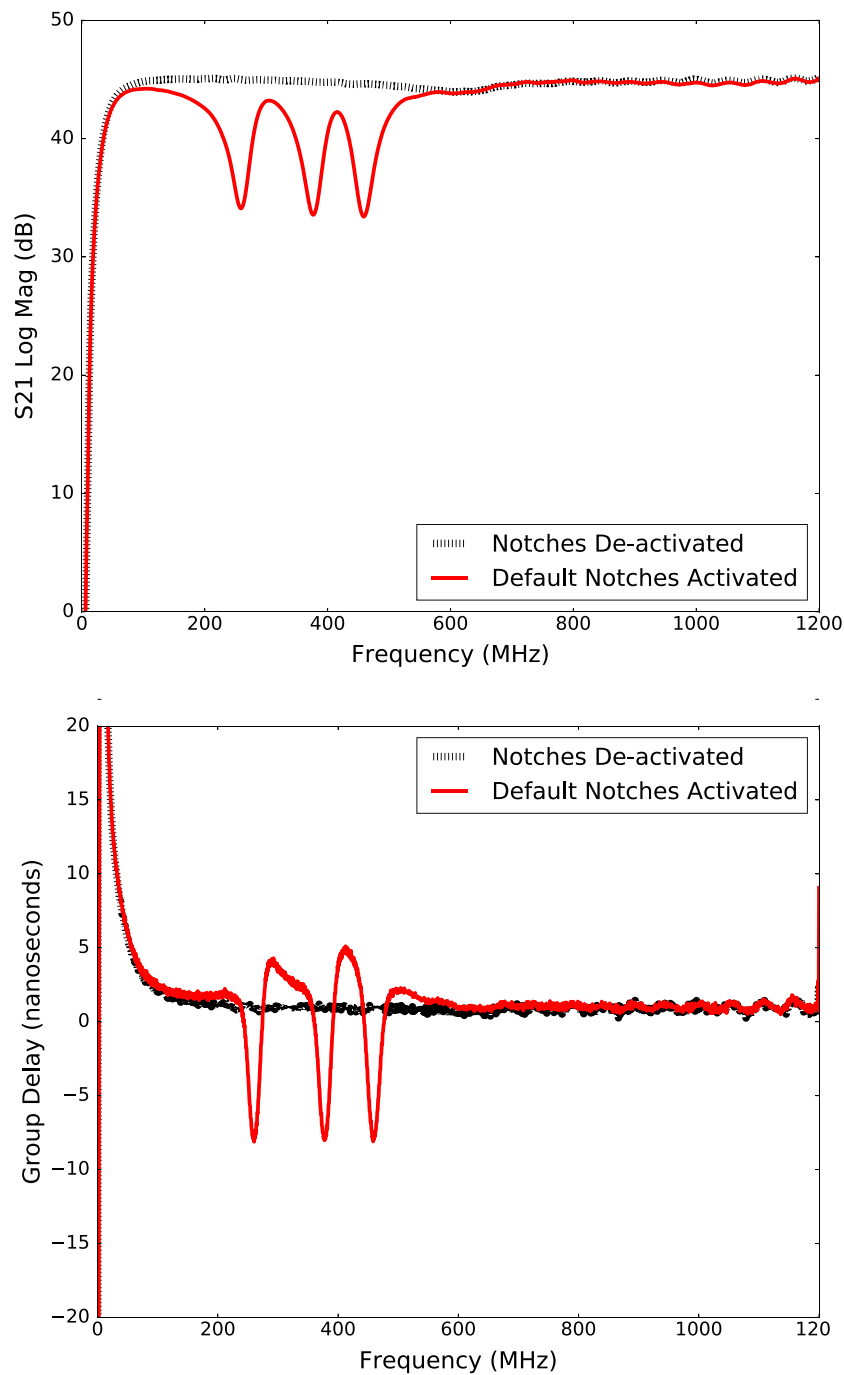 50
40
30
20
10
0
S21 Log Mag (dB)
Notches De-activated
Default Notches Activated
0 200 400 600 800 1000 1200
Frequency (MHz)
20
15
10
5
0
−5
−10
−15
−20
Group Delay (nanoseconds)
Notches De-activated
Default Notches Activated
0 200 400 600 800 1000 120
Frequency (MHz)